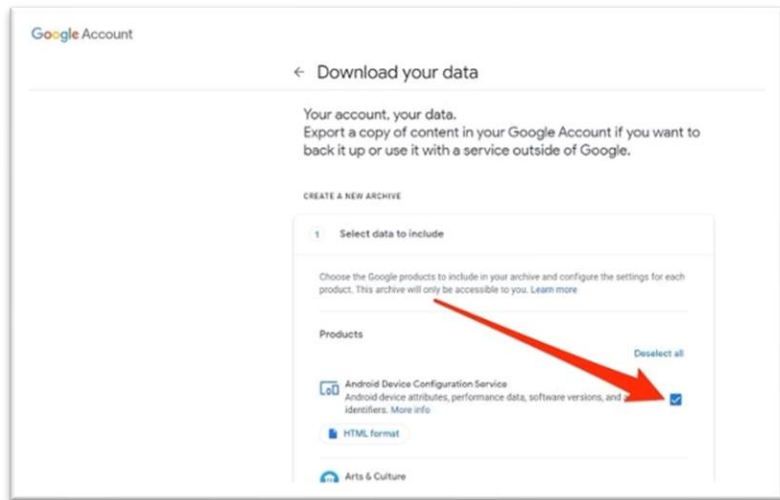 Google Account
← Download your data
Your account, your data.
Export a copy of content in your Google Account if you want to
back it up or use it with a service outside of Google.
CREATE A NEW ARCHIVE
1 Select data to include
Choose the Google products to include in your archive and configure the settings for each
product. This archive will only be accessible to you. Learn more
Products
Deselect all
Android Device Configuration Service
Android device attributes, performance data, software versions, and a
identifiers. More info
HTML format
Arts & Culture